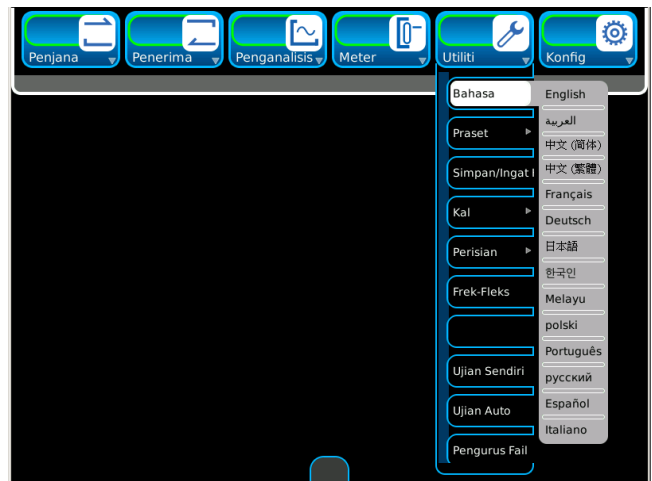 Penjana
Penerima
Penganalisis
Meter
Utiliti
Konfig
Bahasa
Praset
Simpan/Ingat
Kal
Perisian
Frek-Fleks
Ujian Sendiri
Ujian Auto
Pengurus Fail
English
العربية
中文 (简体)
中文 (繁體)
Français
Deutsch
日本語
한국인
Melayu
polski
Português
русский
Español
Italiano